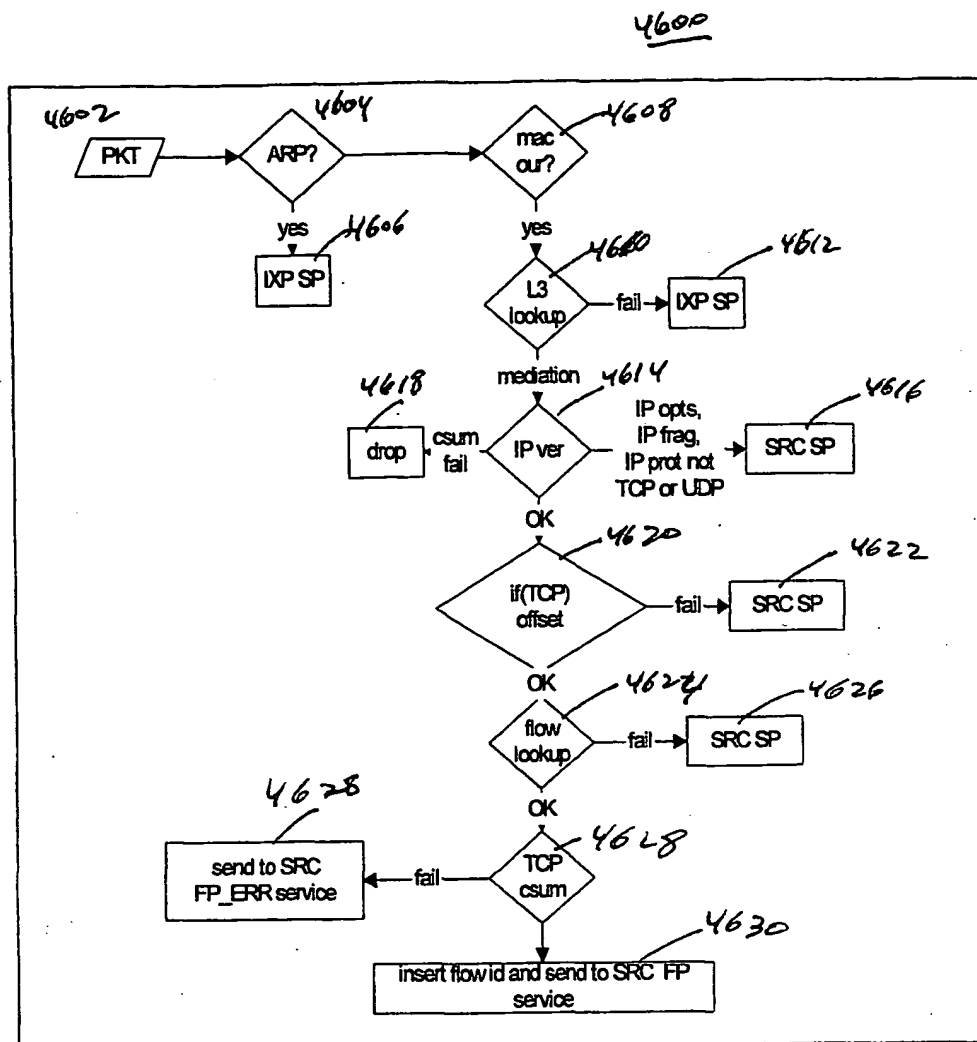 4600
4602
4604
4608
PKT
ARP?
mac
our?
yes
4606
yes
4610
4612
IXP SP
L3
lookup
fail
IXP SP
mediation
4618
4614
4616
drop
csum
fail
IP ver
IP opts,
IP frag,
IP prot not
TCP or UDP
SRC SP
OK
4620
4622
if(TCP)
offset
fail
SRC SP
OK
4624
4626
flow
lookup
fail
SRC SP
OK
4628
4628
send to SRC
FP_ERR service
fail
TCP
csum
4630
insert flow id and send to SRC FP
service